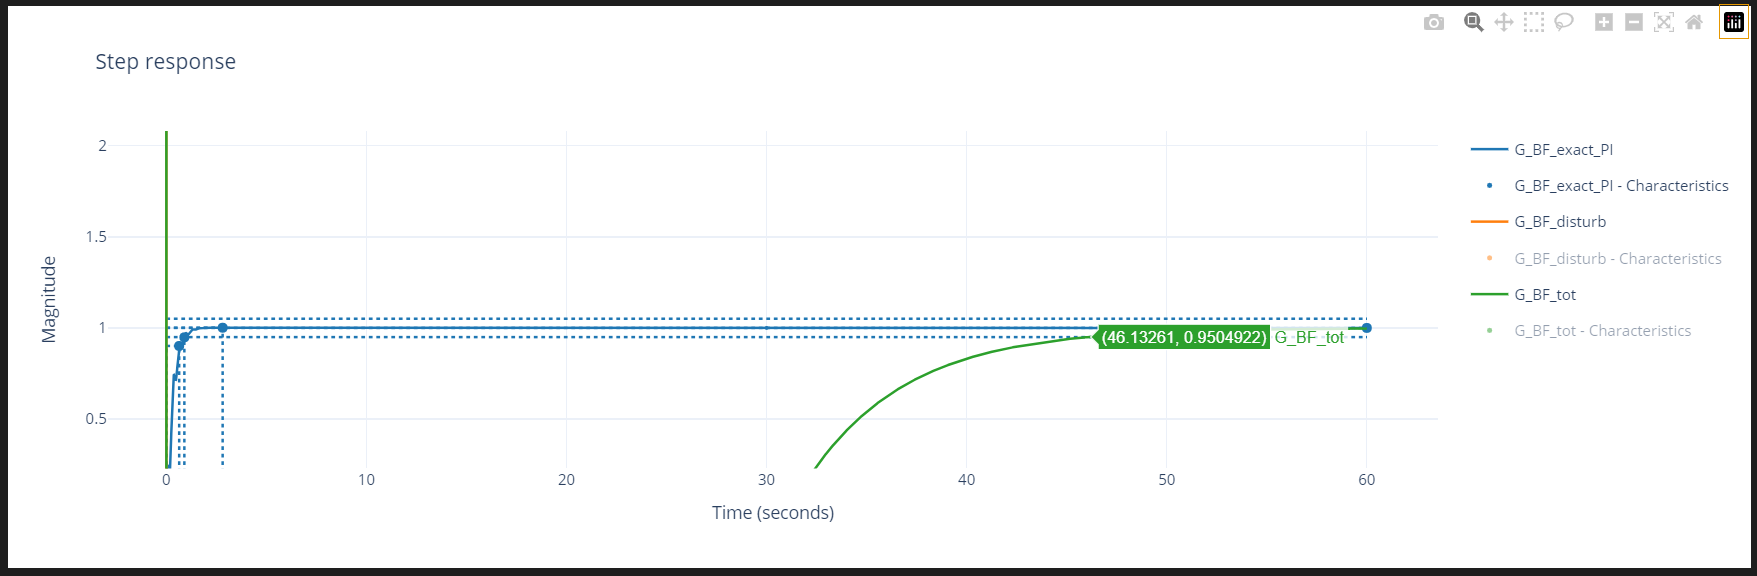 Step response
2
1.5
1
0.5
Magnitude
0
10
20
30
40
50
60
Time (seconds)
(46.13261, 0.9504922) G_BF_tot
G_BF_exact_PI
G_BF_exact_PI - Characteristics
G_BF_disturb
G_BF_disturb - Characteristics
G_BF_tot
G_BF_tot - Characteristics